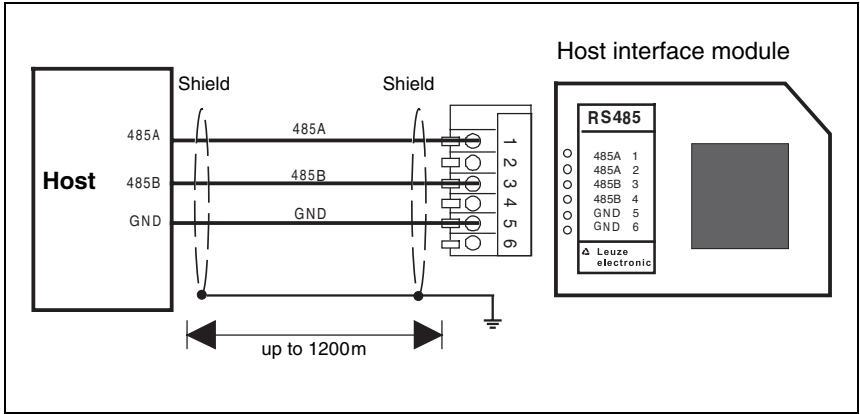 Host interface module
Shield Shield
RS485
485A 485A
485B 485B
GND GND
Host
1
2
3
4
5
6
485A 1
485A 2
485B 3
485B 4
GND 5
GND 6
Leuze
electronic
up to 1200m